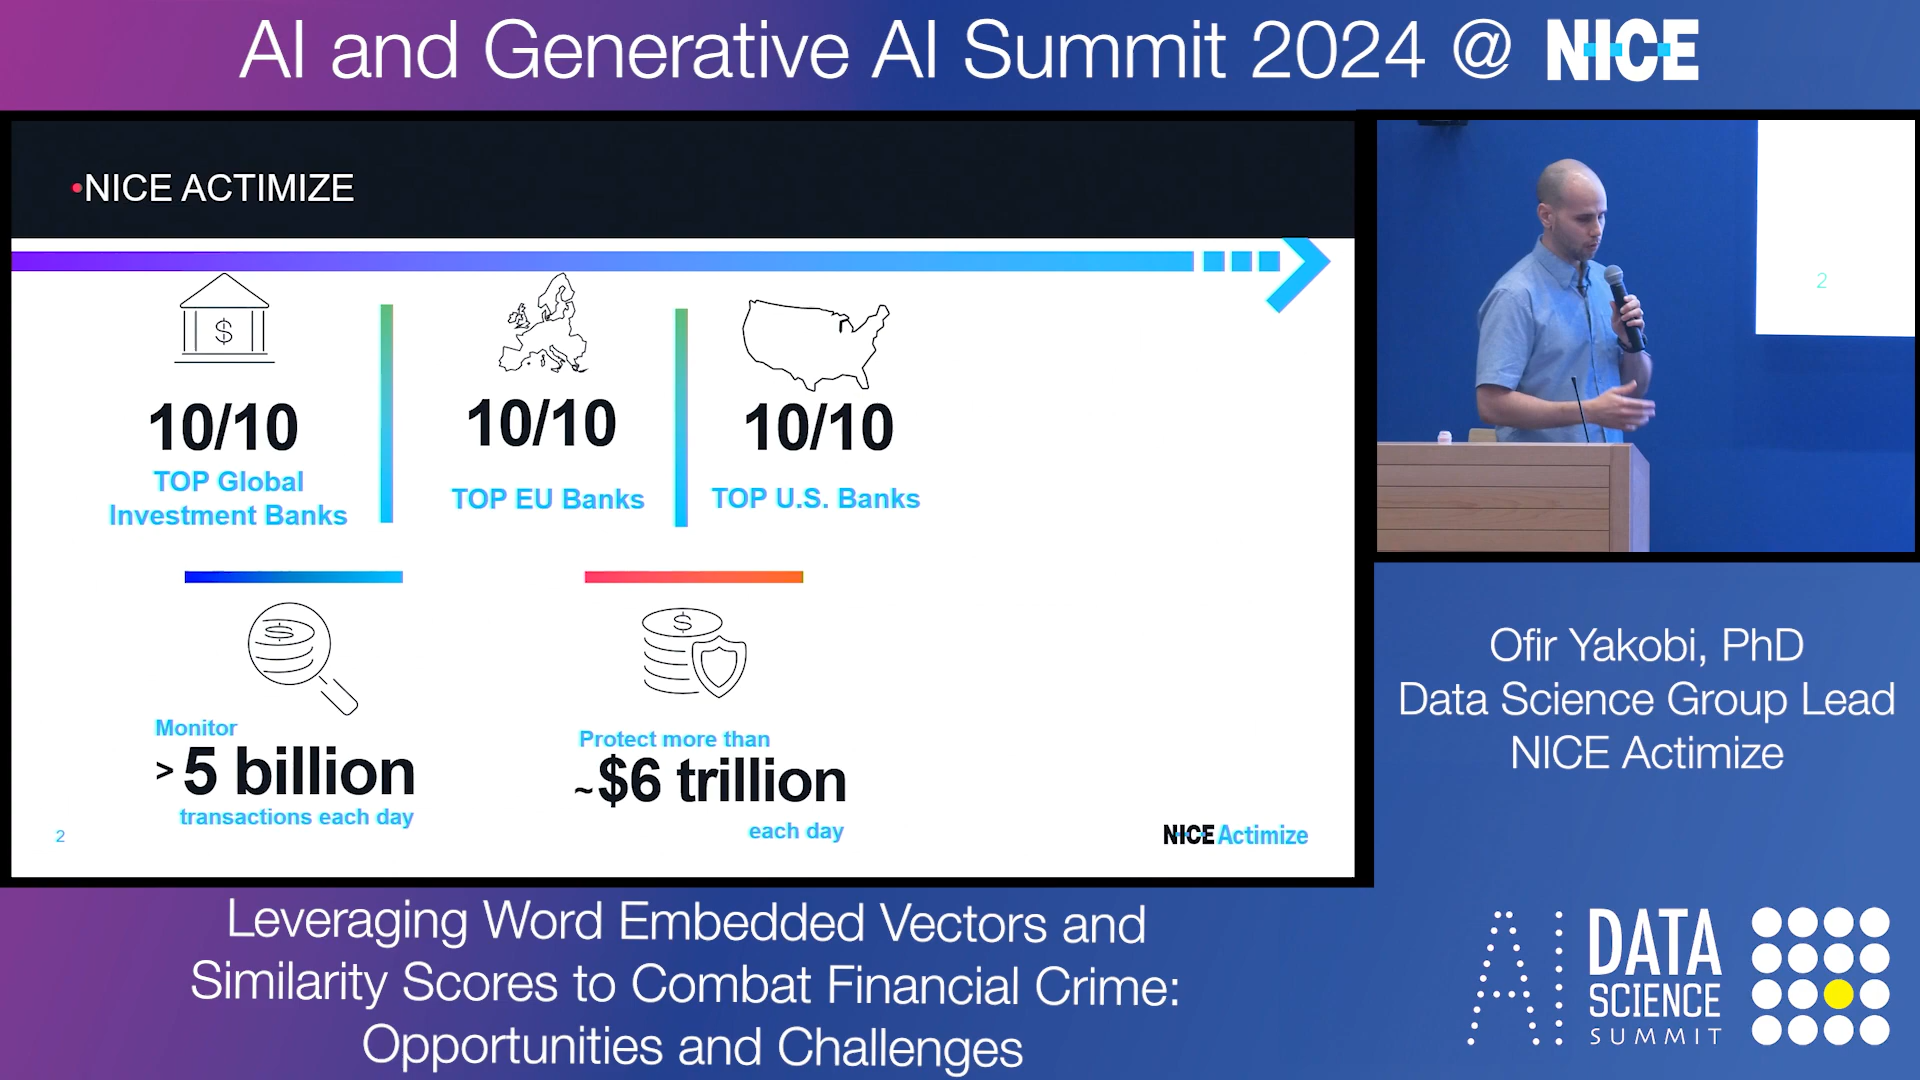 AI and Generative AI Summit 2024 @ NICE
•NICE ACTIMIZE
$
10/10
TOP Global
Investment Banks
10/10
TOP EU Banks
10/10
TOP U.S. Banks
$
Monitor
> 5 billion
transactions each day
$
Protect more than
~$6 trillion
each day
2
NICE Actimize
2
Ofir Yakobi, PhD
Data Science Group Lead
NICE Actimize
Leveraging Word Embedded Vectors and
Similarity Scores to Combat Financial Crime:
Opportunities and Challenges
AI
DATA
SCIENCE
SUMMIT